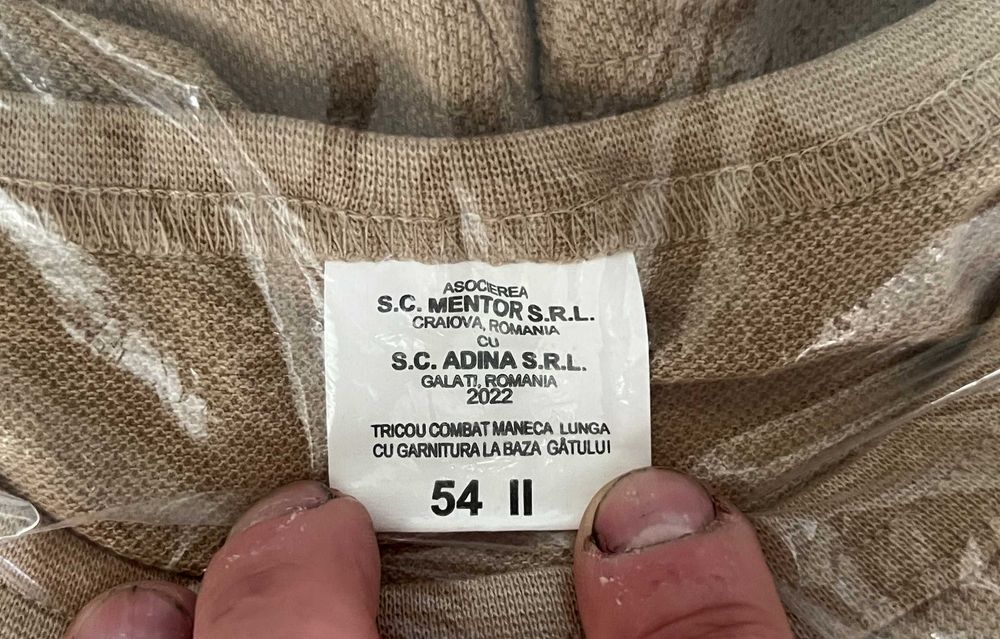 ASOCIEREA
S.C. MENTOR S.R.L.
CRAIOVA, ROMANIA
CU
S.C. ADINA S.R.L.
GALATI, ROMANIA
2022
TRICOU COMBAT MANECA LUNGA
CU GARNITURA LA BAZA GÂTULUI
54 II